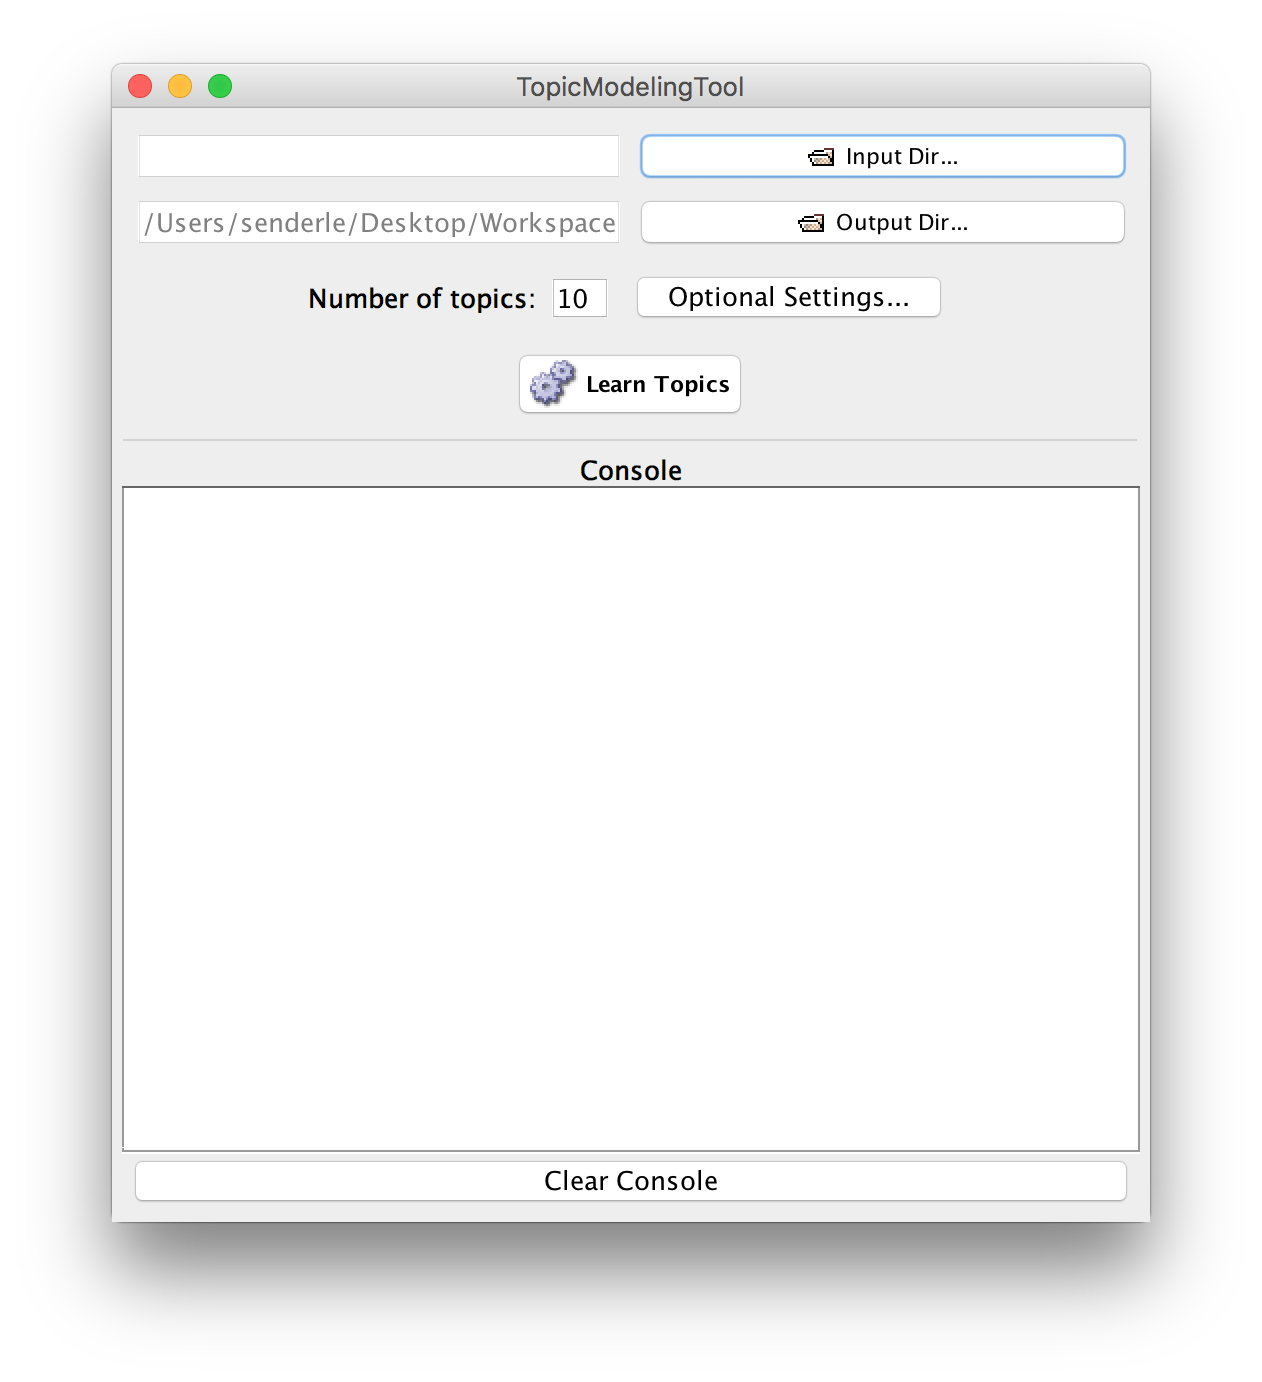 TopicModelingTool
Input Dir...
/Users/senderle/Desktop/Workspace
Output Dir...
Number of topics: 10 Optional Settings...
Learn Topics
Console
Clear Console